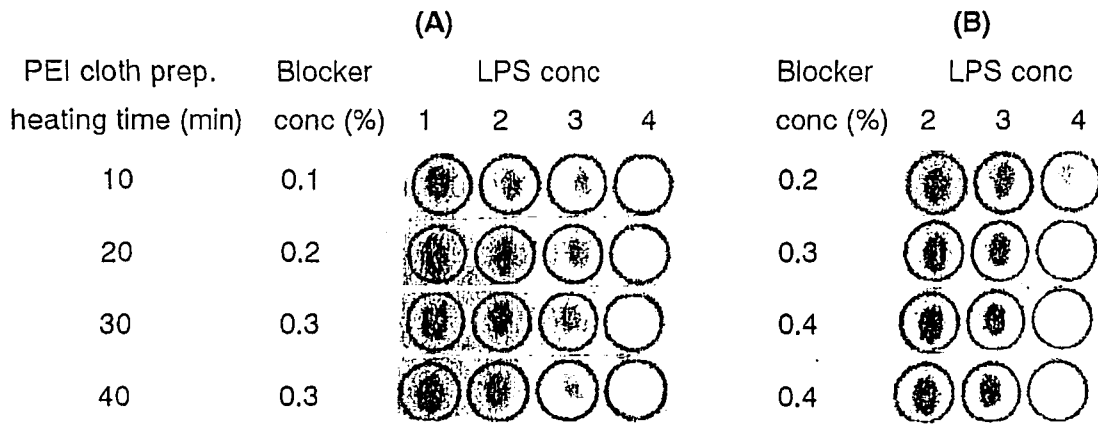 (A) (B)
PEI cloth prep. Blocker LPS conc Blocker LPS conc
heating time (min) conc (%) 1 2 3 4 conc (%) 2 3 4
10 0.1 0.2
20 0.2 0.3
30 0.3 0.4
40 0.3 0.4